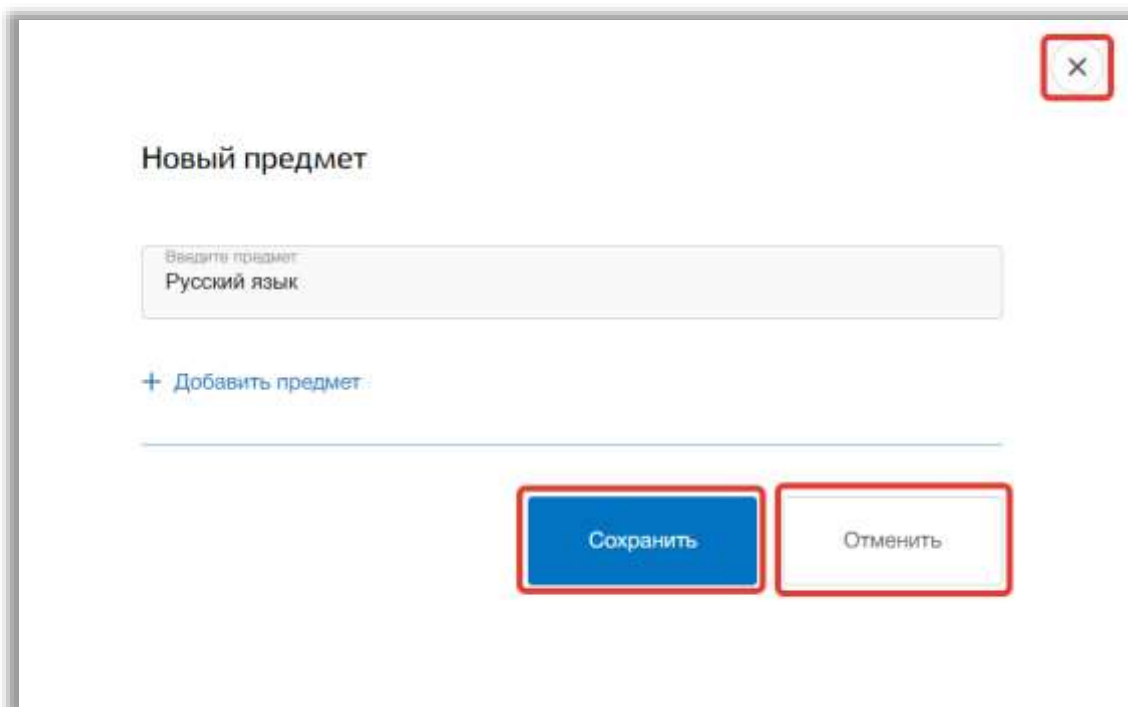 Новый предмет
Введите предмет
Русский язык
+ Добавить предмет
Сохранить
Отменить